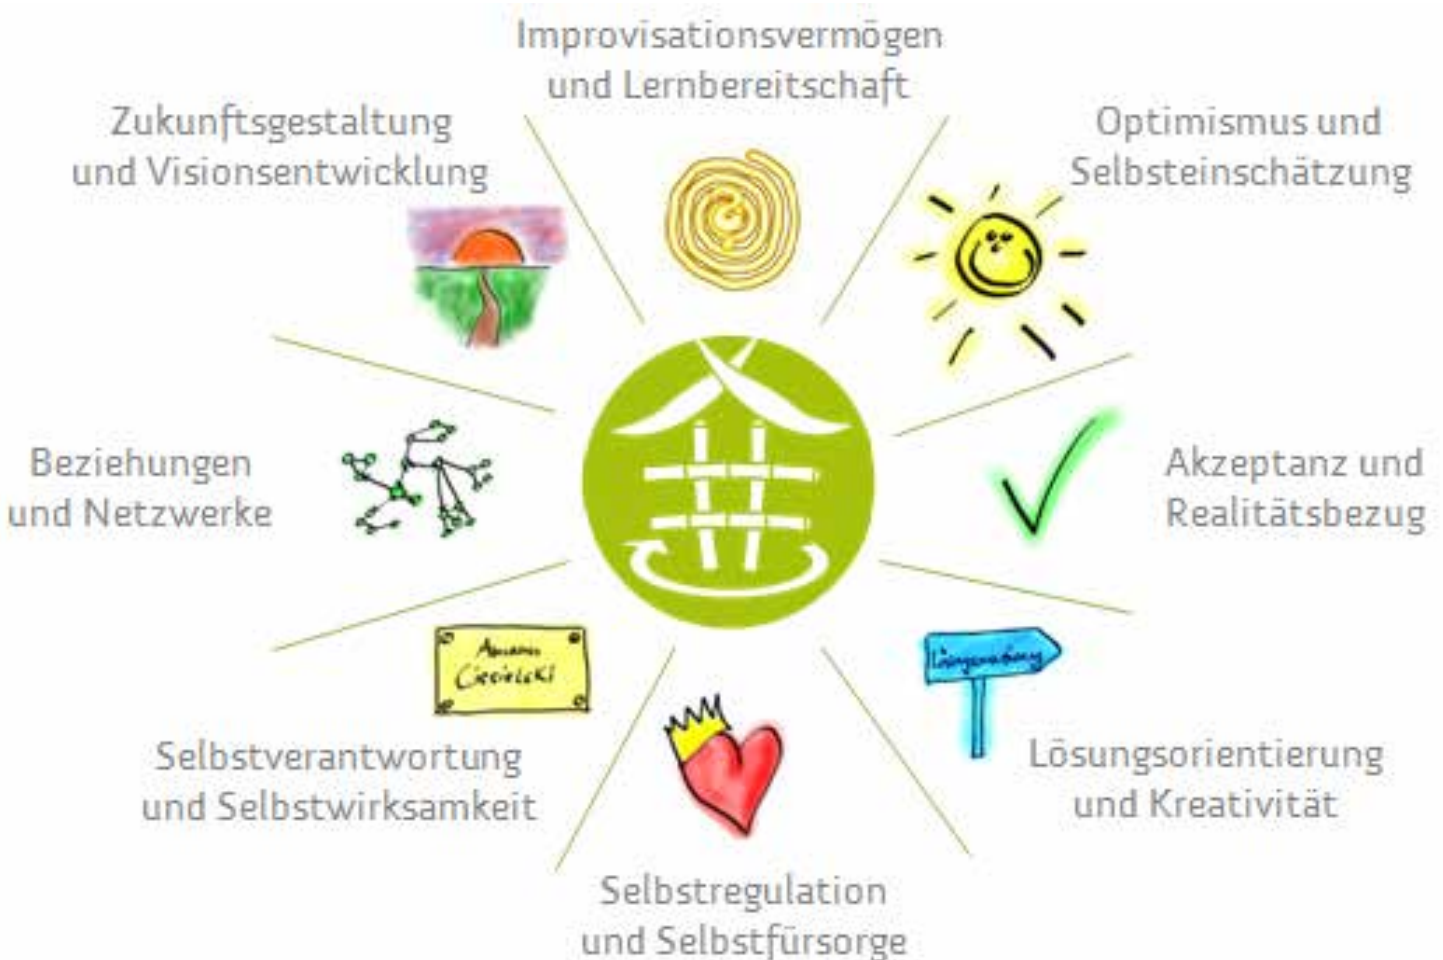 Improvisationsvermögen
und Lernbereitschaft
Optimismus und
Selbsteinschätzung
Akzeptanz und
Realitätsbezug
Lösungsorientierung
und Kreativität
Selbstregulation
und Selbstfürsorge
Selbstverantwortung
und Selbstwirksamkeit
Ciecielski
Beziehungen
und Netzwerke
Zukunftsgestaltung
und Visionsentwicklung